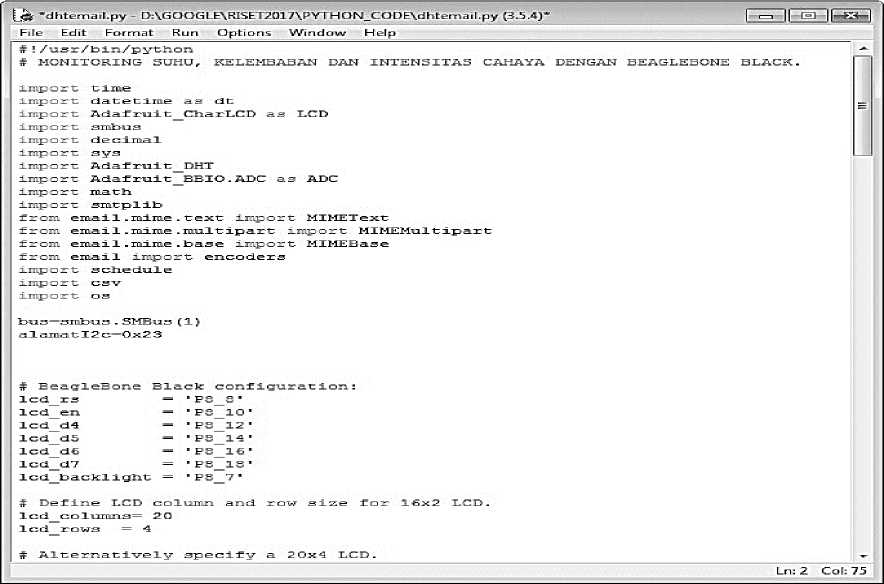 *dhtemail.py - D:\GOOGLE\RISET2017\PYTHON_CODE\dhtemail.py (3.5.4)*
File Edit Format Run Options Window Help
#!/usr/bin/python
# MONITORING SUHU, KELEMBABAN DAN INTENSITAS CAHAYA DENGAN BEAGLEBONE BLACK.
import time
import datetime as dt
import Adafruit_CharLCD as LCD
import smbus
import decimal
import sys
import Adafruit_DHT
import Adafruit_BBIO.ADC as ADC
import math
import smtplib
from email.mime.text import MIMEText
from email.mime.multipart import MIMEMultipart
from email.mime.base import MIMEBase
from email import encoders
import schedule
import csv
import os
bus=smbus.SMBus(1)
alamatI2c=0x23
# BeagleBone Black configuration:
lcd_rs = 'P8_8'
lcd_en = 'P8_10'
lcd_d4 = 'P8_12'
lcd_d5 = 'P8_14'
lcd_d6 = 'P8_16'
lcd_d7 = 'P8_18'
lcd_backlight = 'P8_7'
# Define LCD column and row size for 16x2 LCD.
lcd_columns= 20
lcd_rows = 4
# Alternatively specify a 20x4 LCD.
Ln: 2 Col: 75